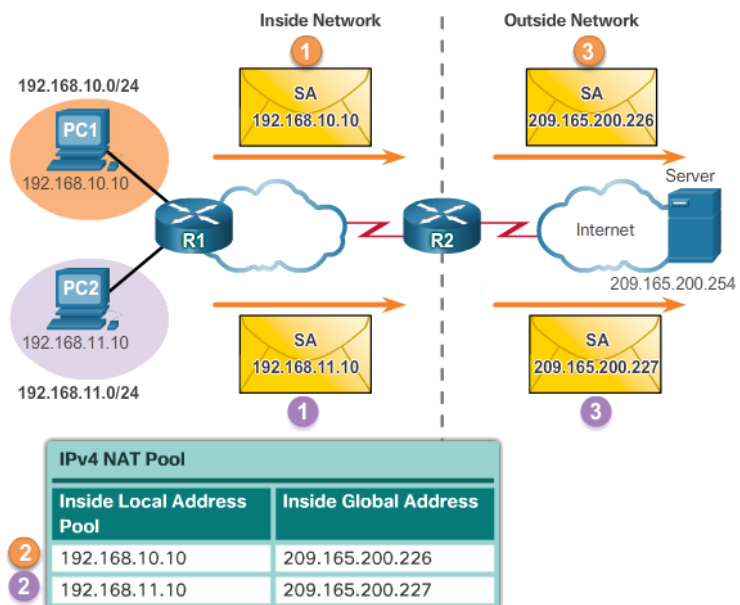 Inside Network
Outside Network
1
3
192.168.10.0/24
SA
192.168.10.10
SA
209.165.200.226
PC1
192.168.10.10
Server
R1
R2
Internet
PC2
209.165.200.254
192.168.11.10
SA
192.168.11.10
SA
209.165.200.227
192.168.11.0/24
1
3
IPv4 NAT Pool
Inside Local Address
Pool
Inside Global Address
2
192.168.10.10
209.165.200.226
2
192.168.11.10
209.165.200.227